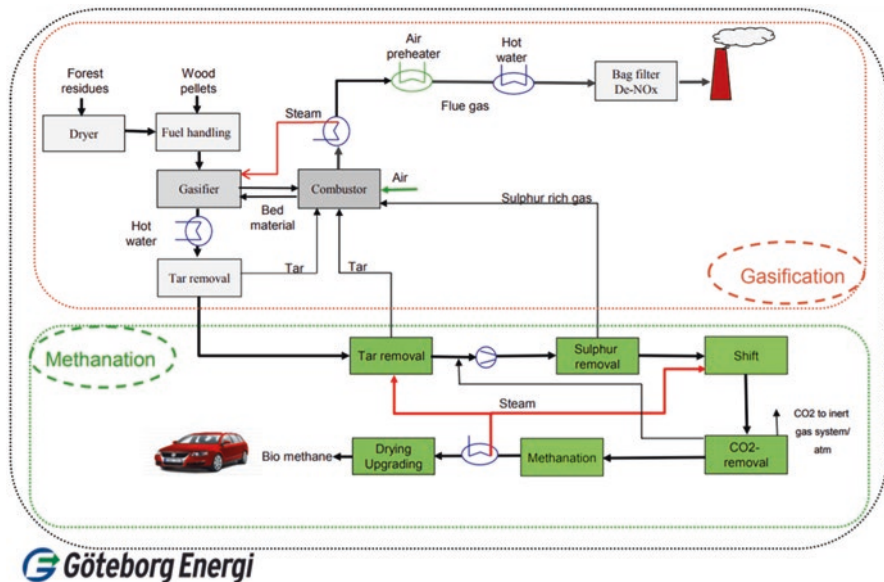 Air
preheater
Hot
water
Forest
residues
Wood
pellets
Steam
Bag filter
De-NOx
Flue gas
Dryer
Fuel handling
Gasifier
Combustor
Air
Bed
material
Sulphur rich gas
Hot
water
Tar removal
Tar
Tar
Gasification
Methanation
Tar removal
Sulphur
removal
Shift
Steam
CO2 to inert
gas system/
atm
Bio methane
Drying
Upgrading
Methanation
CO2-
removal
Göteborg Energi